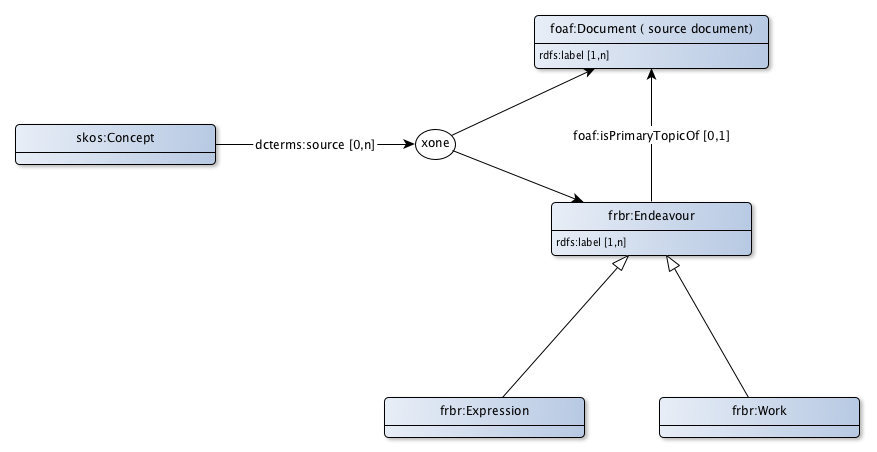 foaf:Document ( source document)
rdfs:label [1,n]
skos:Concept
dcterms:source [0,n]
xone
foaf:isPrimaryTopicOf [0,1]
frbr:Endeavour
rdfs:label [1,n]
frbr:Expression
frbr:Work